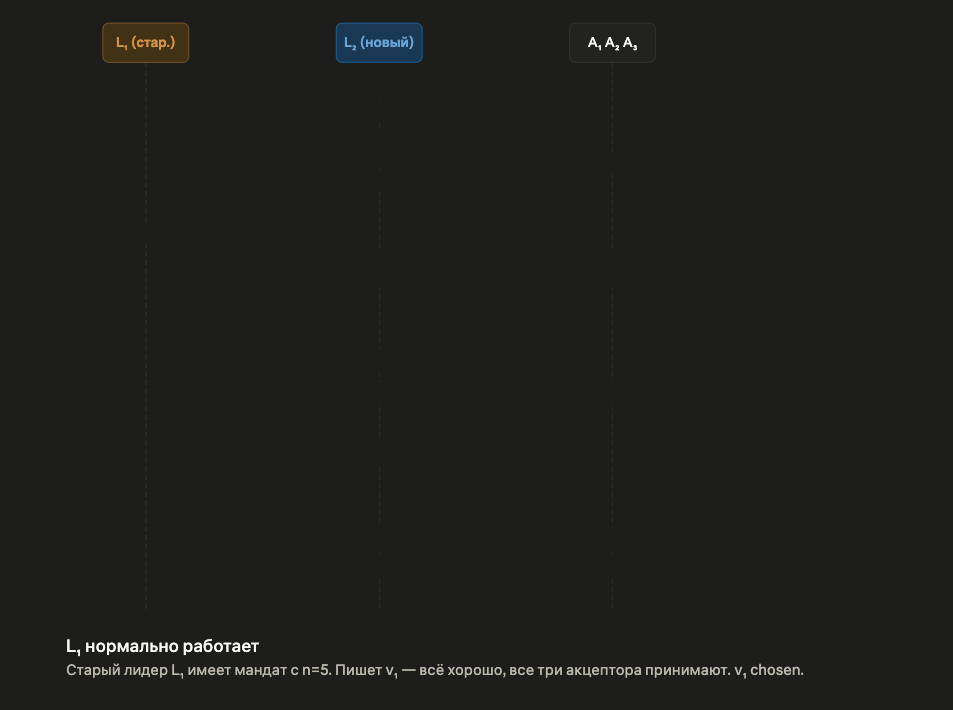 L₁ (стар.)
L₂ (новый)
A₁ A₂ A₃
L₁ нормально работает
Старый лидер L₁ имеет мандат с n=5. Пишет v₁ — всё хорошо, все три акцептора принимают. v₁ chosen.